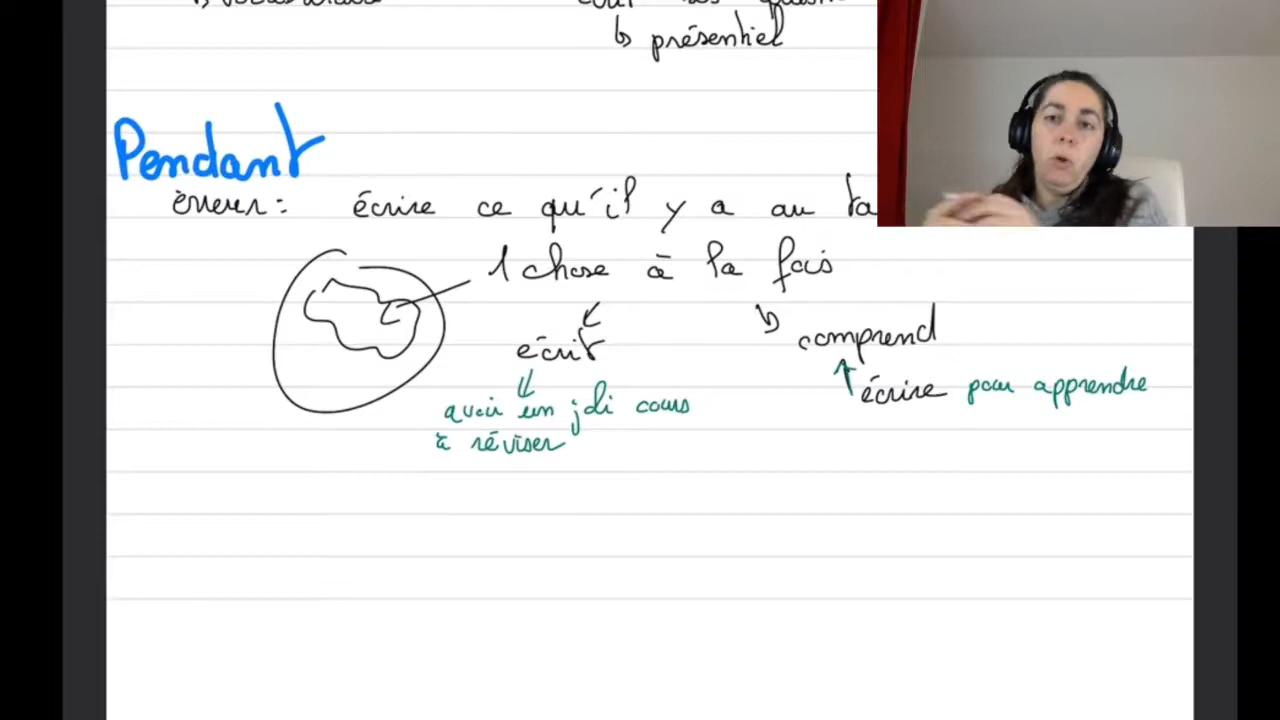 ↳ présentiel
Pendant
erreur : écrire ce qu'il y a au ta
1 chose à la fois
écrit
comprend
écrire pour apprendre
avoir un joli cours
à réviser